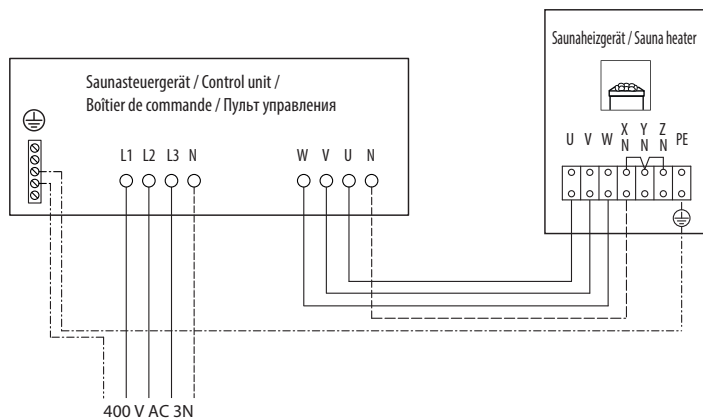 Saunaheizgerät / Sauna heater
Saunasteuergerät / Control unit /
Boîtier de commande / Пульт управления
L1 L2 L3 N
W V U N
U V W X Y Z PE
N N N
400 V AC 3N